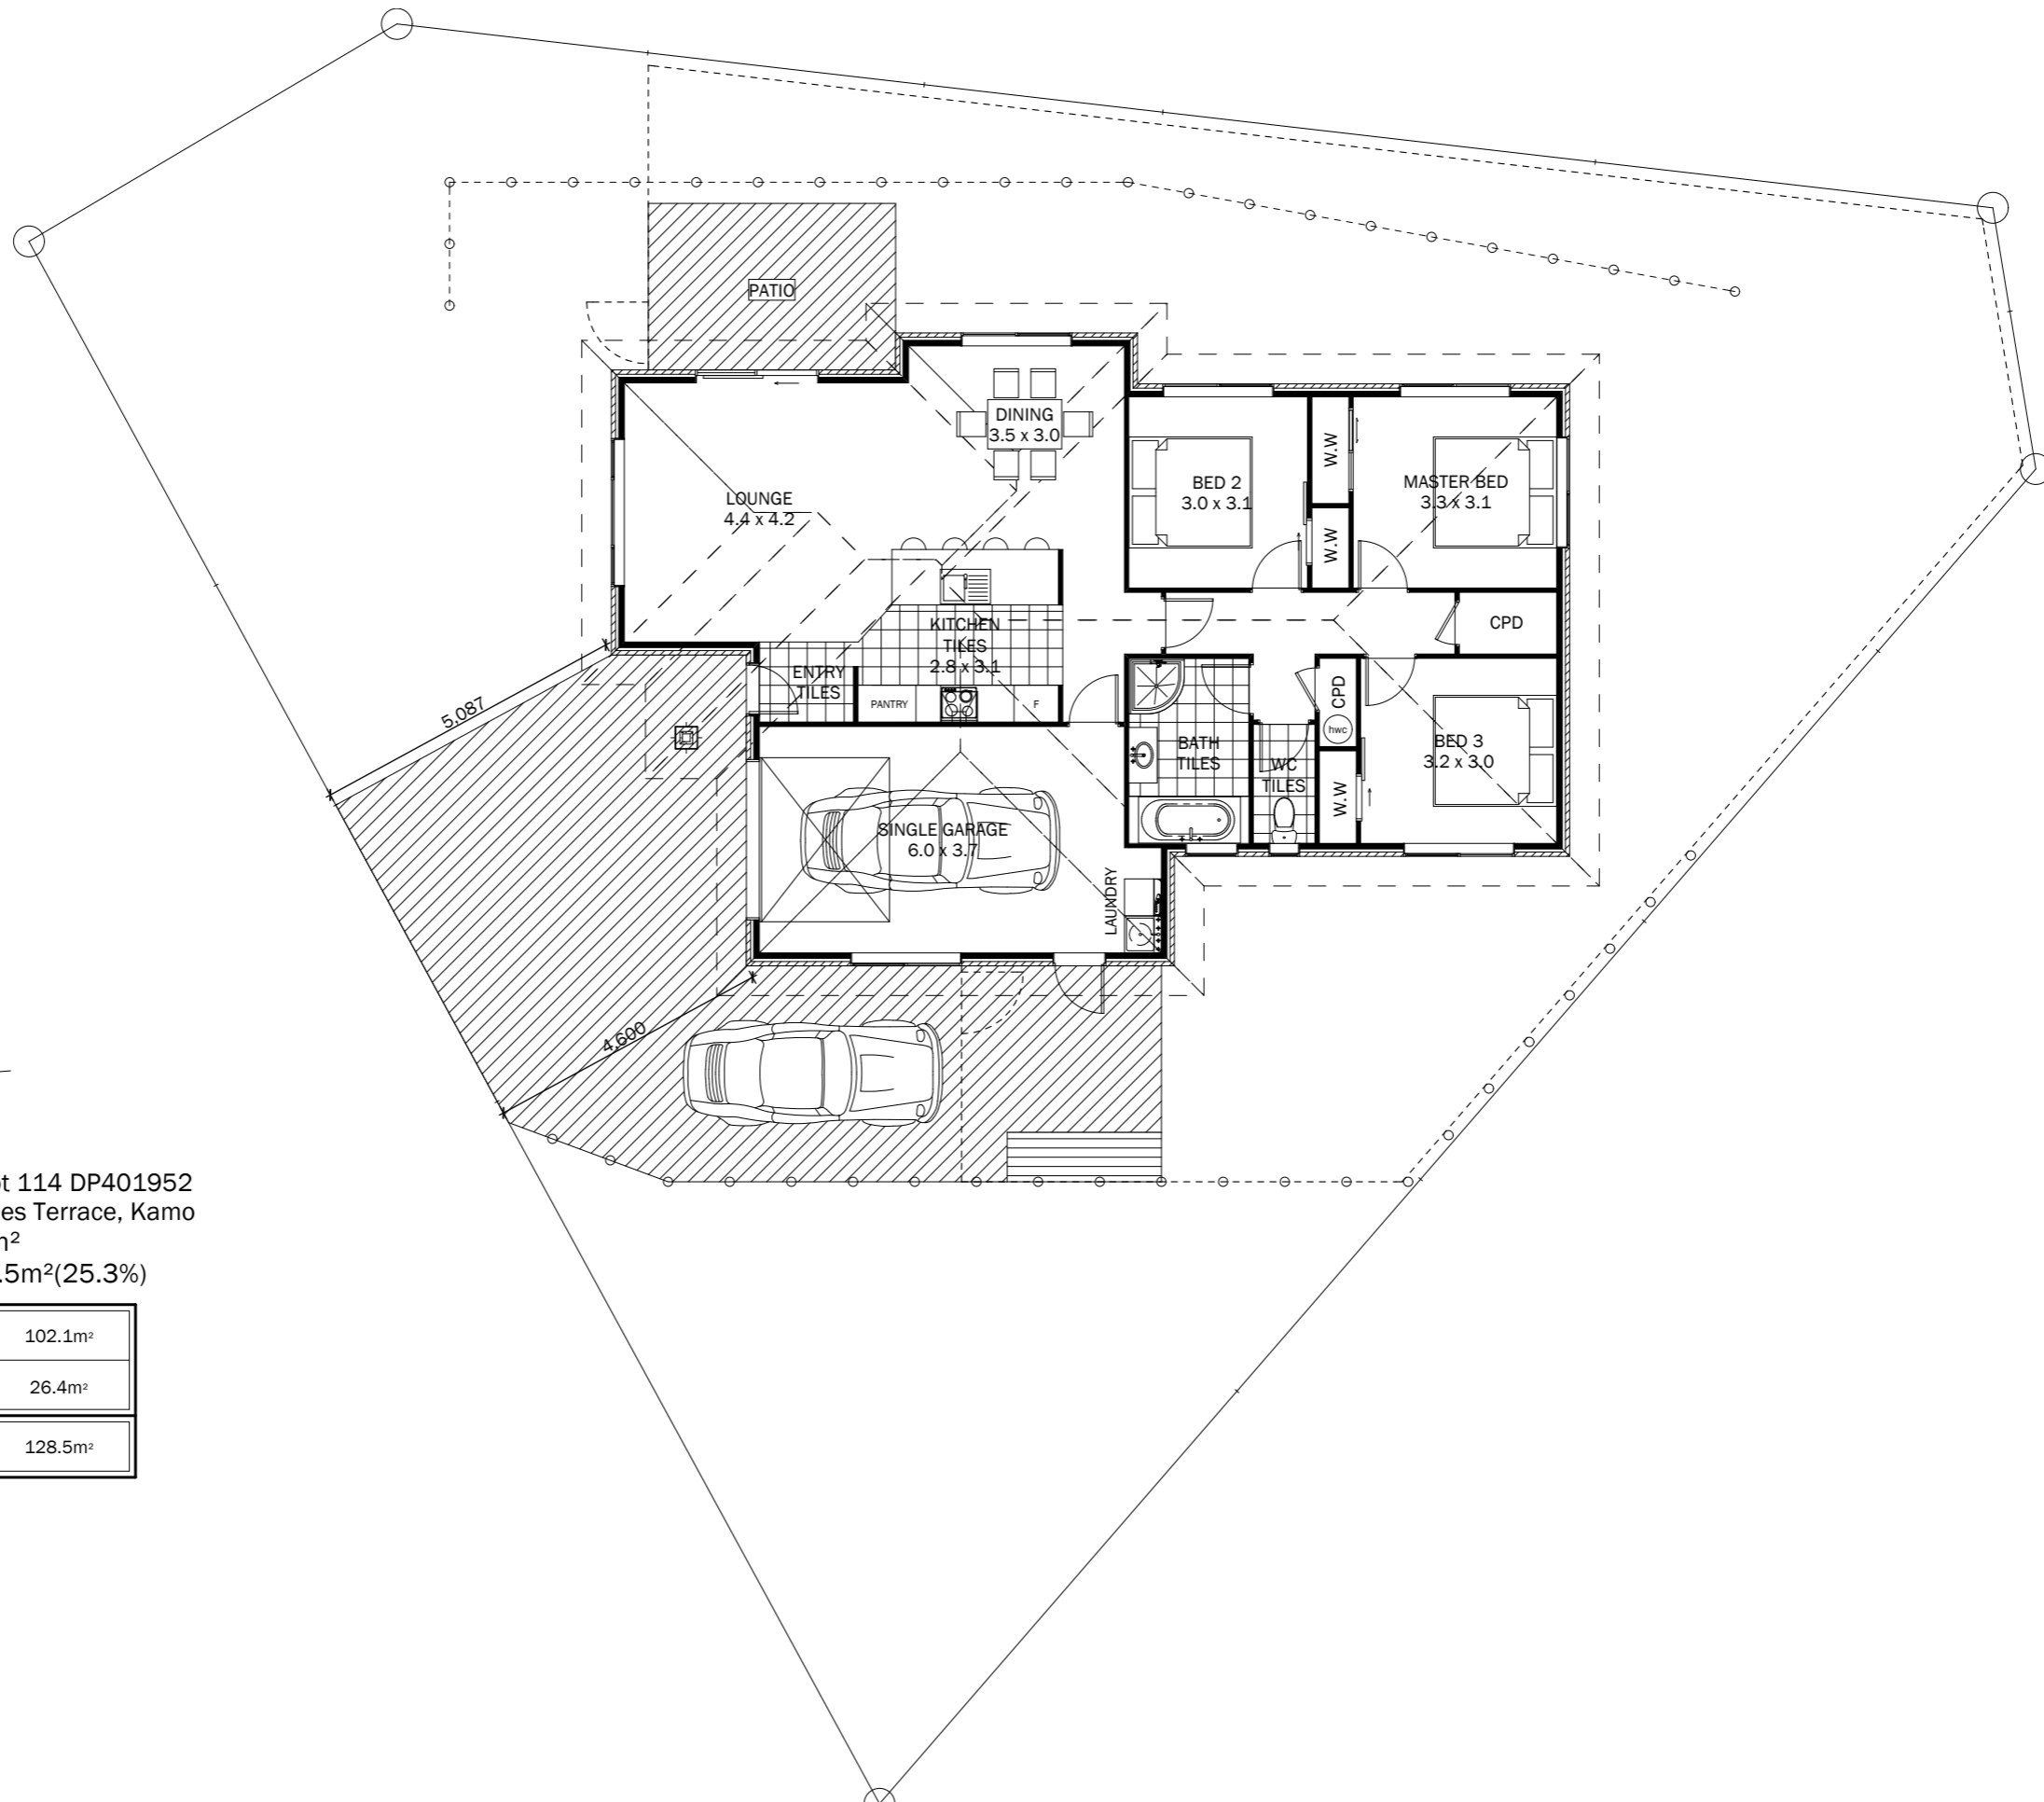 PATIO
DINING
3.5 x 3.0
BED 2
3.0 x 3.1
W.W
W.W
MASTER BED
3.3 x 3.1
LOUNGE
4.4 x 4.2
KITCHEN
TILES
2.8 x 3.1
ENTRY
TILES
PANTRY
F
CPD
CPD
hwc
BATH
TILES
WC
TILES
W.W
BED 3
3.2 x 3.0
5,087
SINGLE GARAGE
6.0 x 3.7
LAUNDRY
4,600
114 DP401952
Terrace, Kamo
m²
.5m²(25.3%)
102.1m²
26.4m²
128.5m²